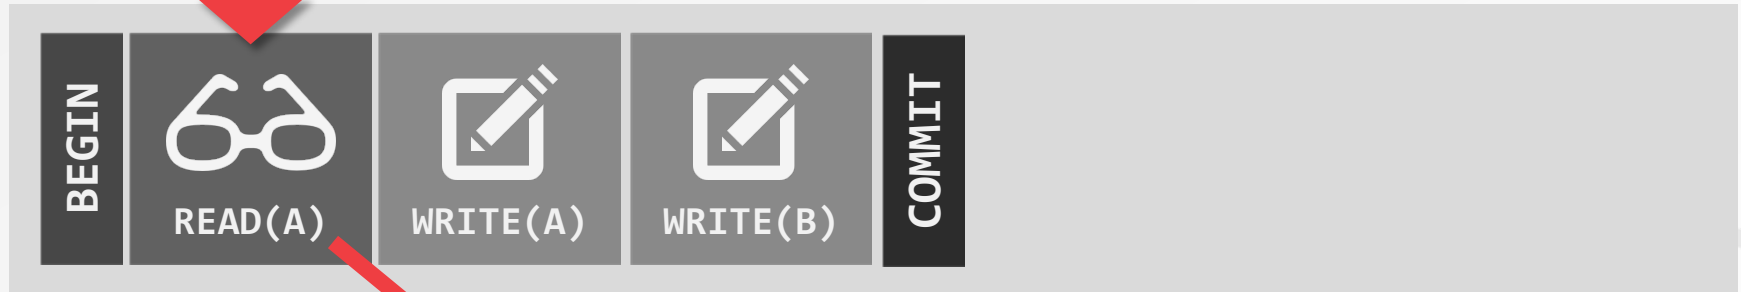 BEGIN
READ(A)
WRITE(A)
WRITE(B)
COMMIT